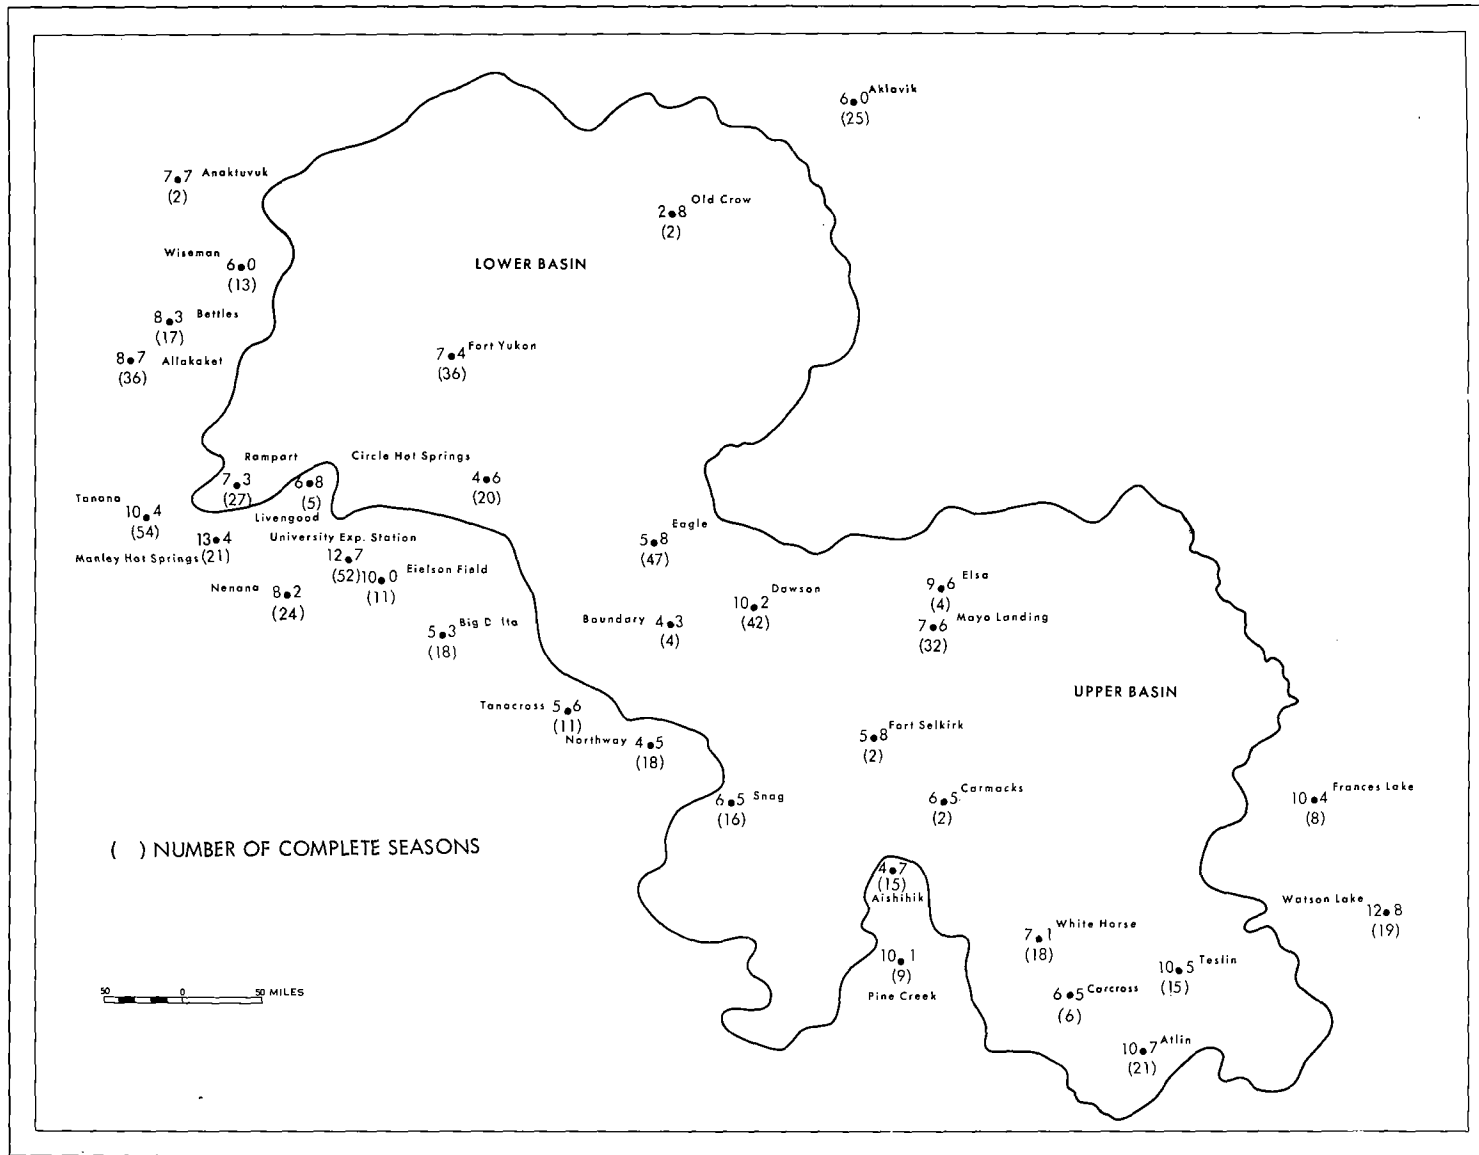 Aklavik
6.0
(25)
7.7 Anaktuvuk
(2)
Old Crow
2.8
(2)
Wiseman
6.0
(13)
LOWER BASIN
8.3 Bettles
(17)
8.7 Allakaket
(36)
7.4 Fort Yukon
(36)
Rampart
7.3
(27)
6.8
(5)
Livengood
Circle Hot Springs
4.6
(20)
Tanana
10.4
(54)
13.4
Manley Hot Springs (21)
University Exp. Station
12.7
(52)
Eielson Field
10.0
(11)
Nenana 8.2
(24)
Eagle
5.8
(47)
Dawson
10.2
(42)
9.6 Elsa
(4)
7.6 Mayo Landing
(32)
Boundary 4.3
(4)
5.3 Big D lta
(18)
UPPER BASIN
Tanacross 5.6
(11)
Northway 4.5
(18)
Fort Selkirk
5.8
(2)
6.5 Snag
(16)
Carmacks
6.5
(2)
10.4 Frances Lake
(8)
( ) NUMBER OF COMPLETE SEASONS
4.7
(15)
Aishihik
Watson Lake 12.8
(19)
White Horse
7.1
(18)
10.1
(9)
Pine Creek
10.5 Teslin
(15)
6.5 Carcross
(6)
50 0 50 MILES
10.7 Atlin
(21)